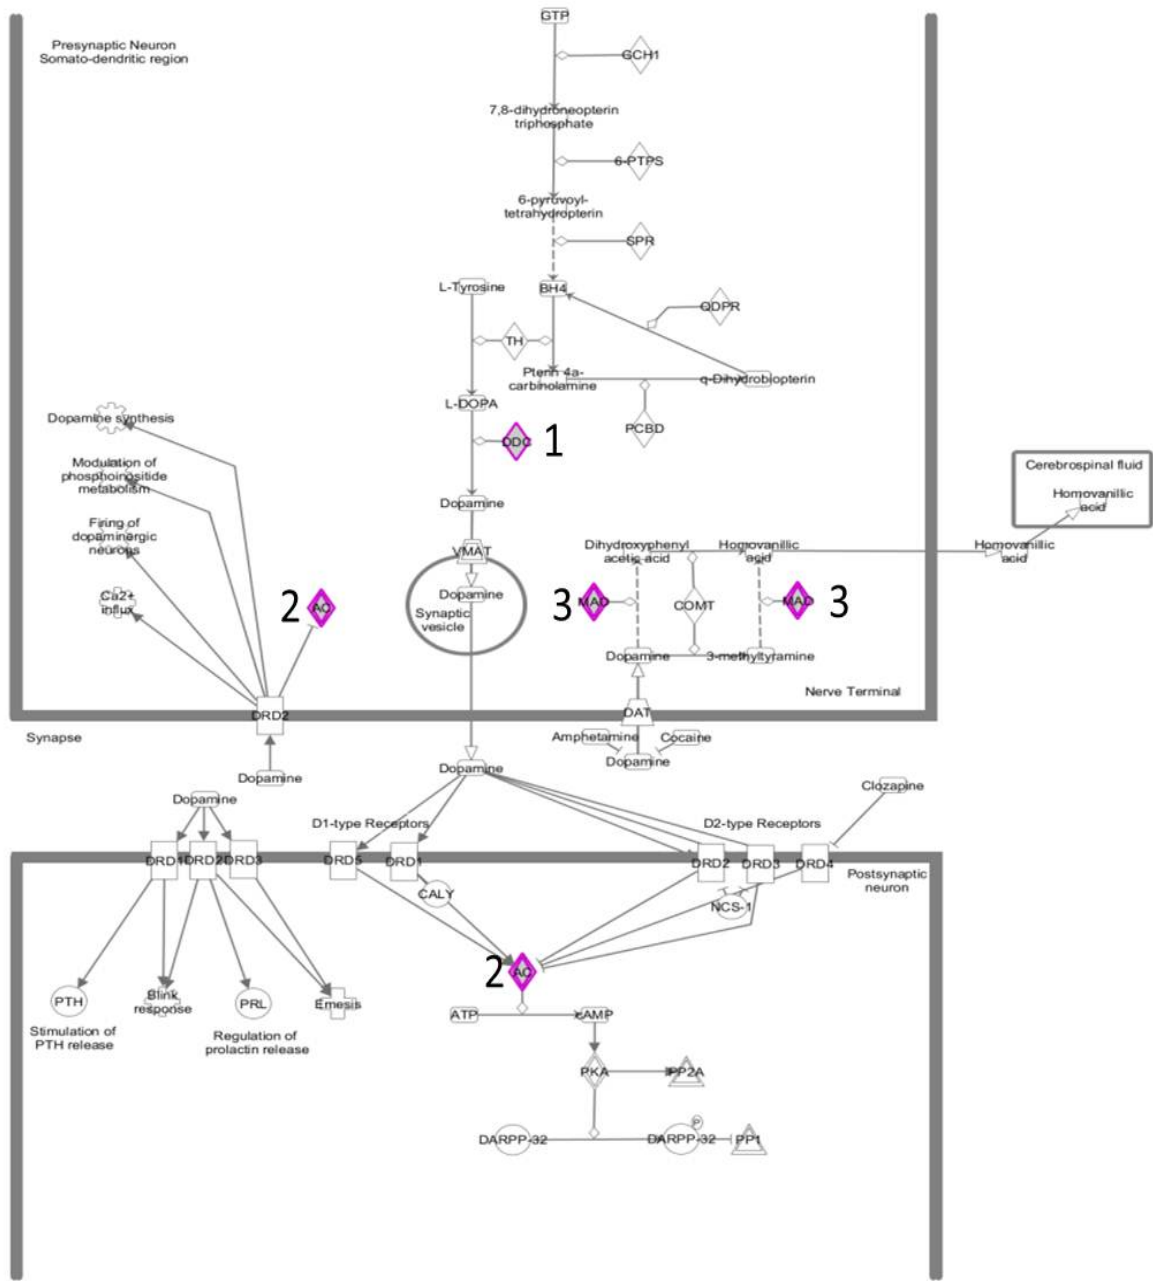 GTP
Presynaptic Neuron
Somato-dendritic region
GCH1
7,8-dihydroneopterin
triphosphate
6-PTPS
6-pyruvoyl-
tetrahydropterin
SPR
L-Tyrosine
BH4
QDPR
TH
Pterin 4a-
carbinolamine
q-Dihydrobiopterin
L-DOPA
PCBD
DDC
1
Dopamine synthesis
Modulation of
phosphoinositide
metabolism
Firing of
dopaminergic
neurons
Ca2+
influx
2
AC
Dopamine
VMAT
Dopamine
Synaptic
vesicle
Dihydroxyphenyl
acetic acid
Homovanillic
acid
3
MAO
COMT
MAO
3
Dopamine
3-methyltyramine
Homovanillic
acid
Cerebrospinal fluid
Homovanillic
acid
Nerve Terminal
DRD2
DAT
Synapse
Amphetamine
Cocaine
Dopamine
Dopamine
Dopamine
Dopamine
Clozapine
D1-type Receptors
D2-type Receptors
DRD1
DRD2
DRD3
DRD5
DRD1
DRD2
DRD3
DRD4
Postsynaptic
neuron
CALY
NCS-1
2
AC
PTH
Blink
response
PRL
Emesis
Stimulation of
PTH release
Regulation of
prolactin release
ATP
cAMP
PKA
PP2A
DARPP-32
P
DARPP-32
PP1